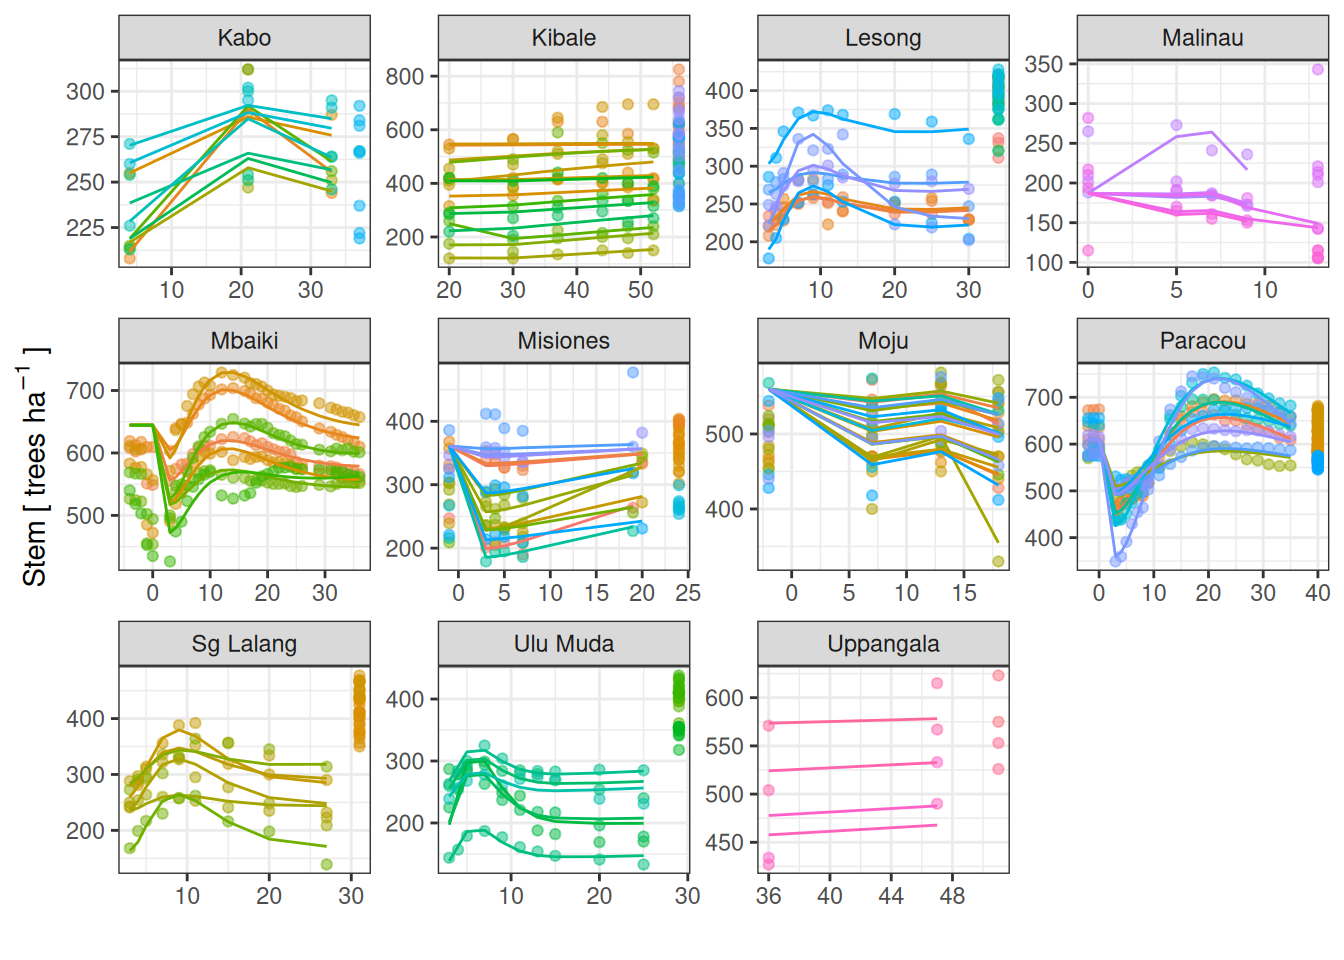 Kabo Kibale Lesong Malinau
300
275
250
225
800
600
400
200
400
350
300
250
200
350
300
250
200
150
100
10 20 30
20 30 40 50
10 20 30
0 5 10
Mbaiki Misiones Moju Paracou
Stem [ trees ha⁻¹ ]
700
600
500
400
300
200
500
400
700
600
500
400
0 10 20 30
0 5 10 15 20 25
0 5 10 15
0 10 20 30 40
Sg Lalang Ulu Muda Uppangala
400
300
200
400
300
200
600
550
500
450
10 20 30
10 20 30
36 40 44 48